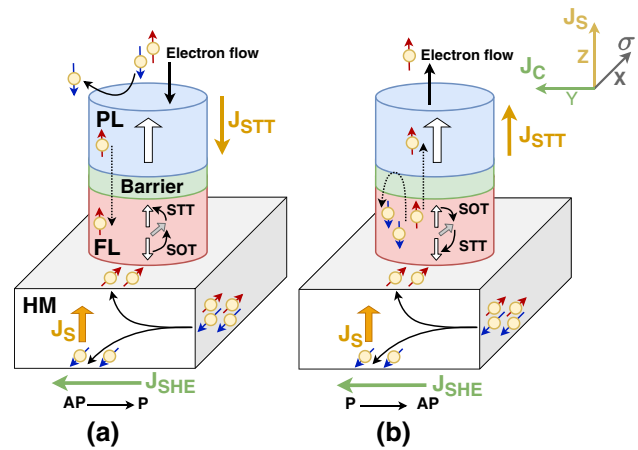 Electron flow
PL
J_STT
Barrier
STT
FL
SOT
HM
J_S
J_SHE
AP P
(a)
Electron flow
J_STT
SOT
STT
J_S
J_SHE
P AP
(b)
J_S
σ
Z
J_C
X
Y